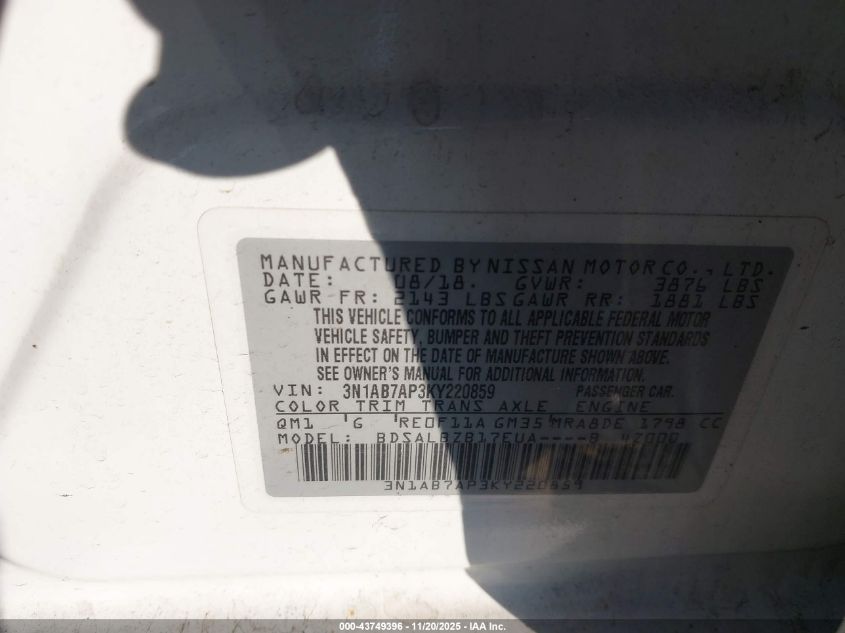 MANUFACTURED BY NISSAN MOTOR CO., LTD.
DATE: 08/18. GVWR: 3876 LBS
GAWR FR: 2143 LBS GAWR RR: 1881 LBS
THIS VEHICLE CONFORMS TO ALL APPLICABLE FEDERAL MOTOR
VEHICLE SAFETY, BUMPER AND THEFT PREVENTION STANDARDS
IN EFFECT ON THE DATE OF MANUFACTURE SHOWN ABOVE.
SEE OWNER'S MANUAL FOR ADDITIONAL INFORMATION.
VIN: 3N1AB7AP3KY220859 PASSENGER CAR.
COLOR TRIM TRANS AXLE ENGINE
QM1 G RE0F11A GM35 MRA8DE 1798 CC
MODEL: BDSALBZB17EUA----B 4Z000
3N1AB7AP3KY220859
000-43749396 - 11/20/2025 - IAA Inc.